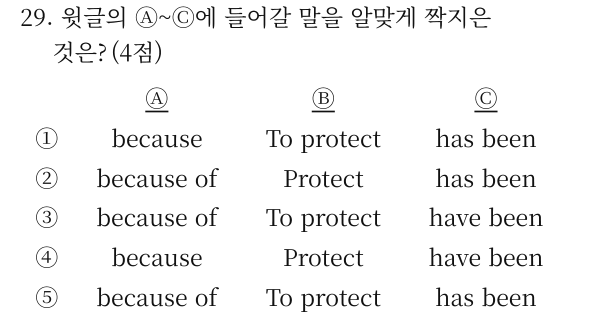 29. 윗글의 Ⓐ~Ⓒ에 들어갈 말을 알맞게 짝지은
것은? (4점)
Ⓐ Ⓑ Ⓒ
① because To protect has been
② because of Protect has been
③ because of To protect have been
④ because Protect have been
⑤ because of To protect has been